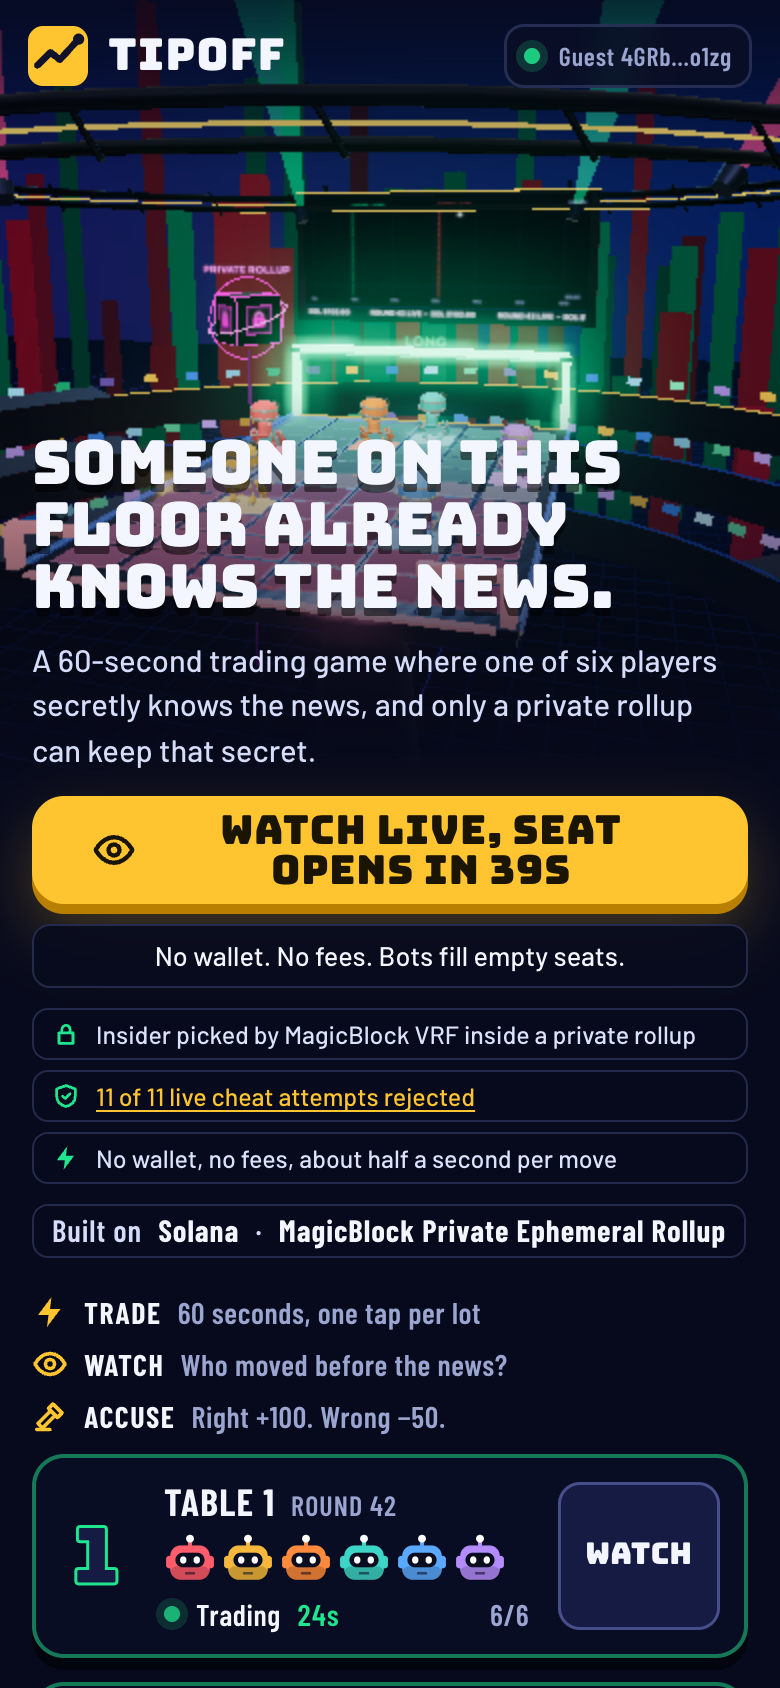 TIPOFF
Guest 4GRb...o1zg
PRIVATE ROLLUP
LONG
SOMEONE ON THIS
FLOOR ALREADY
KNOWS THE NEWS.
A 60-second trading game where one of six players
secretly knows the news, and only a private rollup
can keep that secret.
WATCH LIVE, SEAT
OPENS IN 39S
No wallet. No fees. Bots fill empty seats.
Insider picked by MagicBlock VRF inside a private rollup
11 of 11 live cheat attempts rejected
No wallet, no fees, about half a second per move
Built on Solana · MagicBlock Private Ephemeral Rollup
TRADE 60 seconds, one tap per lot
WATCH Who moved before the news?
ACCUSE Right +100. Wrong −50.
1
TABLE 1 ROUND 42
WATCH
Trading 24s 6/6